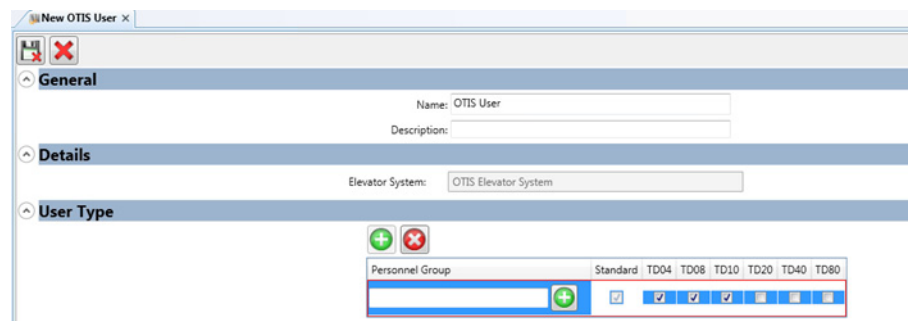 New OTIS User ×
General
Name: OTIS User
Description:
Details
Elevator System: OTIS Elevator System
User Type
Personnel Group Standard TD04 TD08 TD10 TD20 TD40 TD80